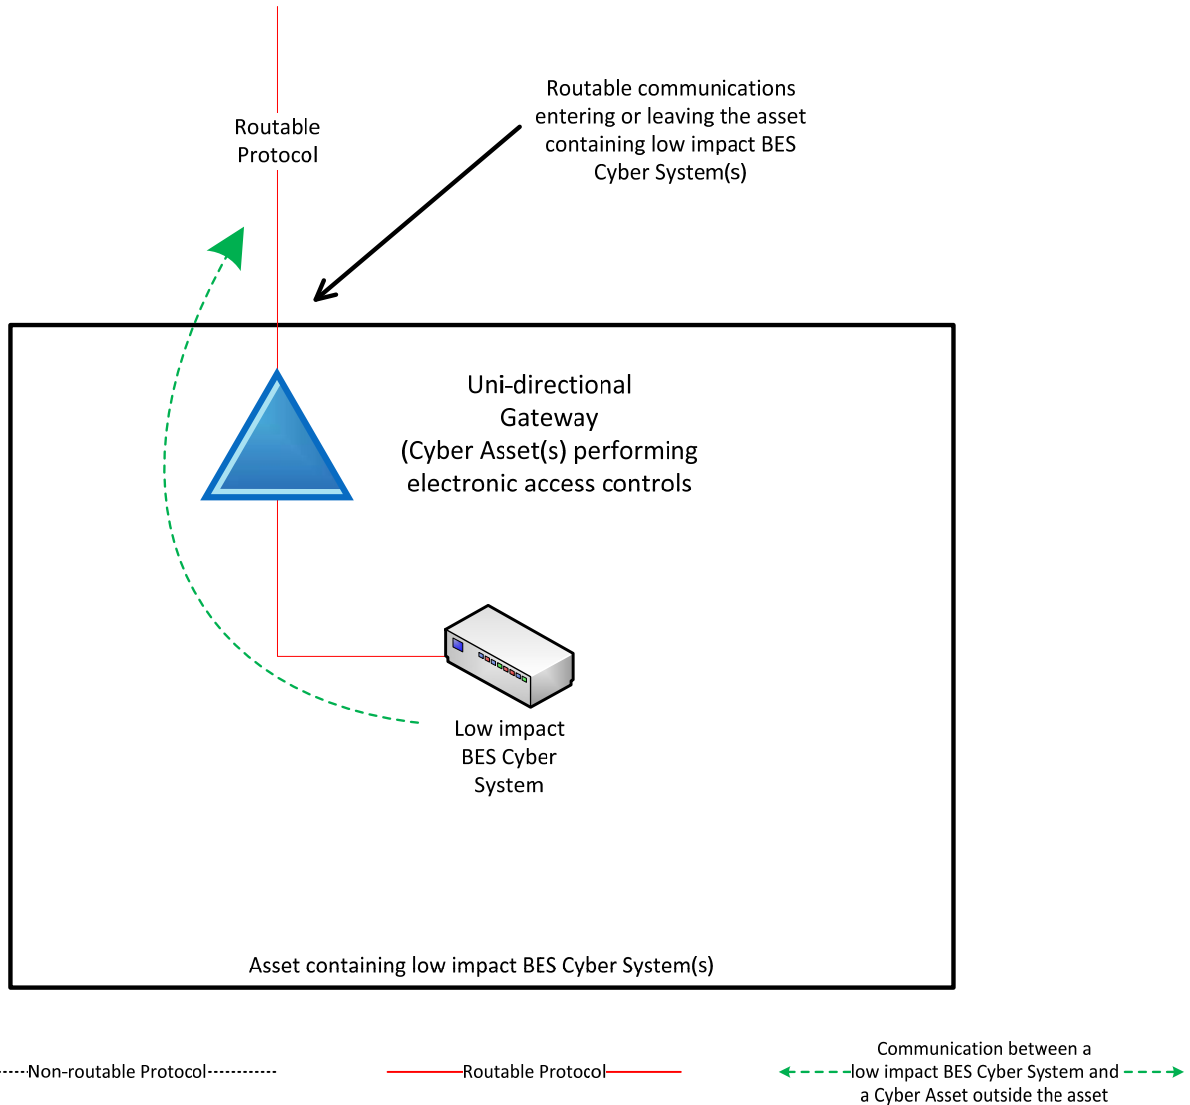 Routable communications
entering or leaving the asset
containing low impact BES
Cyber System(s)
Routable
Protocol
Uni-directional
Gateway
(Cyber Asset(s) performing
electronic access controls
Low impact
BES Cyber
System
Asset containing low impact BES Cyber System(s)
Non-routable Protocol
Routable Protocol
Communication between a
low impact BES Cyber System and
a Cyber Asset outside the asset